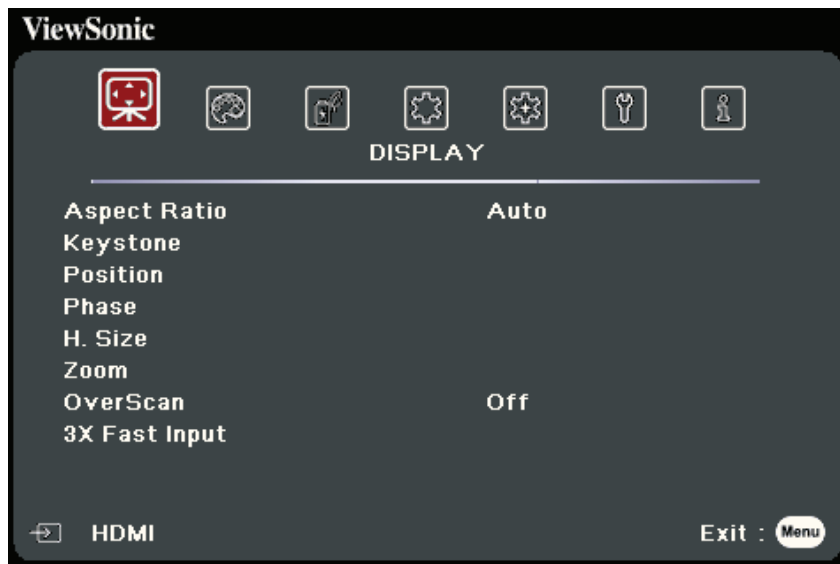 ViewSonic
DISPLAY
Aspect Ratio Auto
Keystone
Position
Phase
H. Size
Zoom
OverScan Off
3X Fast Input
HDMI Exit : Menu